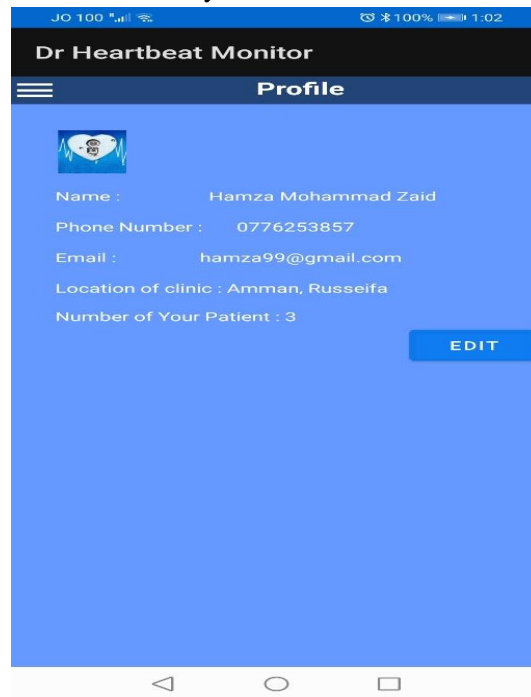 JO 100 100% 1:02
Dr Heartbeat Monitor
Profile
Name : Hamza Mohammad Zaid
Phone Number : 0776253857
Email : hamza99@gmail.com
Location of clinic : Amman, Russeifa
Number of Your Patient : 3
EDIT